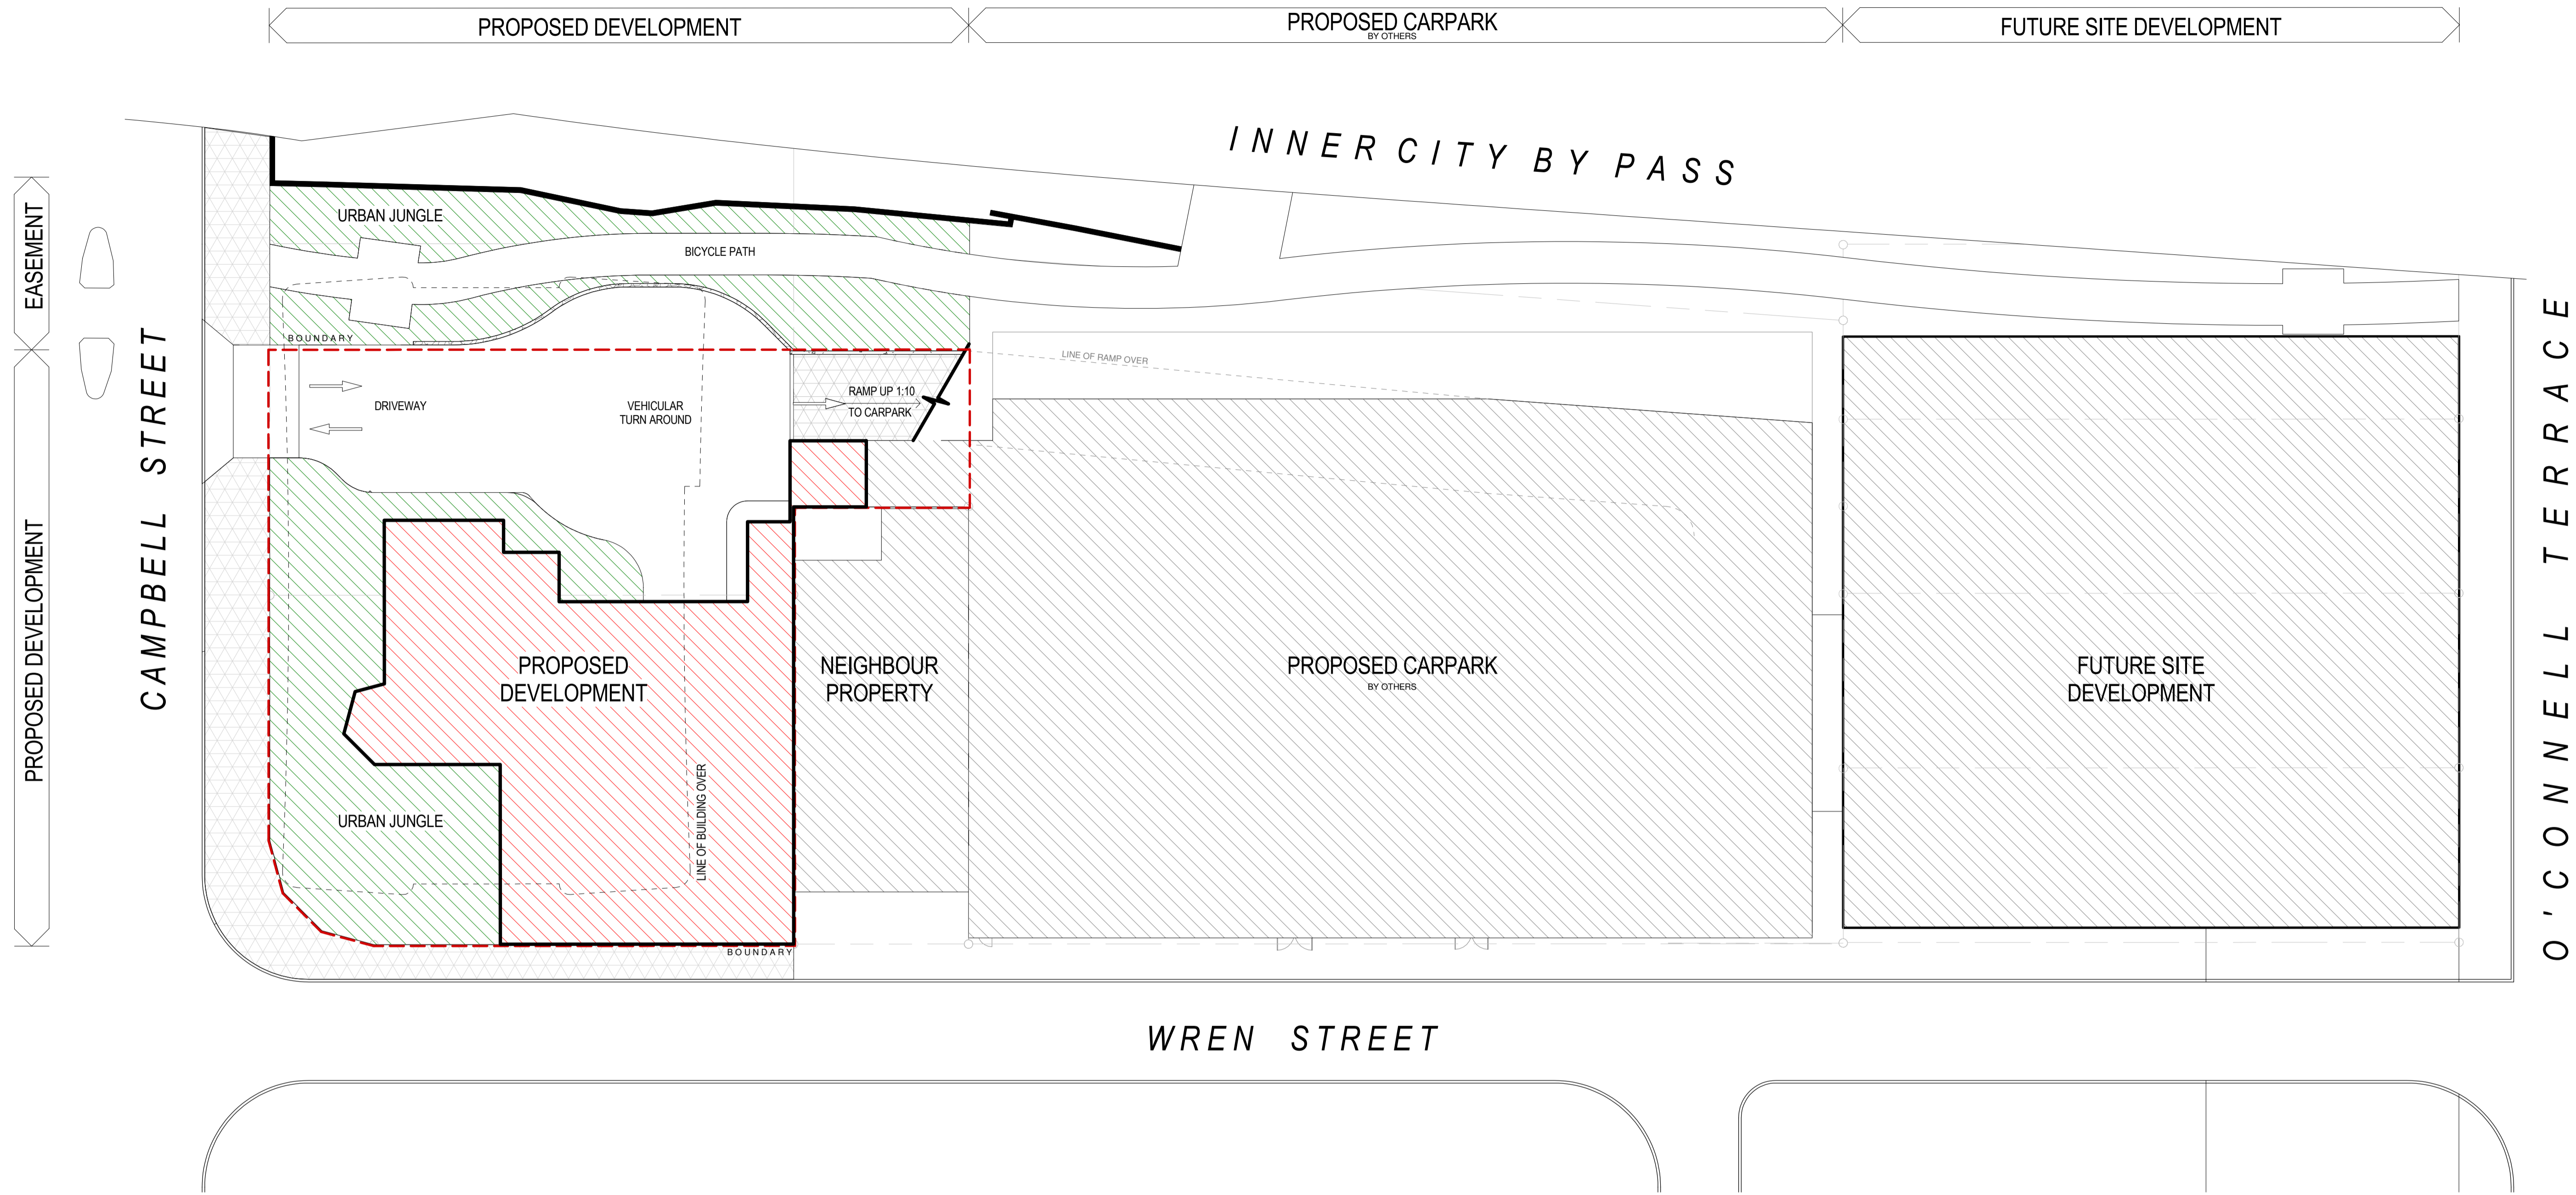 PROPOSED DEVELOPMENT
PROPOSED CARPARK
BY OTHERS
FUTURE SITE DEVELOPMENT
INNER CITY BY PASS
EASEMENT
URBAN JUNGLE
BICYCLE PATH
BOUNDARY
LINE OF RAMP OVER
DRIVEWAY
VEHICULAR
TURN AROUND
RAMP UP 1:10
TO CARPARK
CAMPBELL STREET
PROPOSED DEVELOPMENT
PROPOSED
DEVELOPMENT
NEIGHBOUR
PROPERTY
PROPOSED CARPARK
BY OTHERS
FUTURE SITE
DEVELOPMENT
O'CONNELL TERRACE
LINE OF BUILDING OVER
URBAN JUNGLE
BOUNDARY
WREN STREET